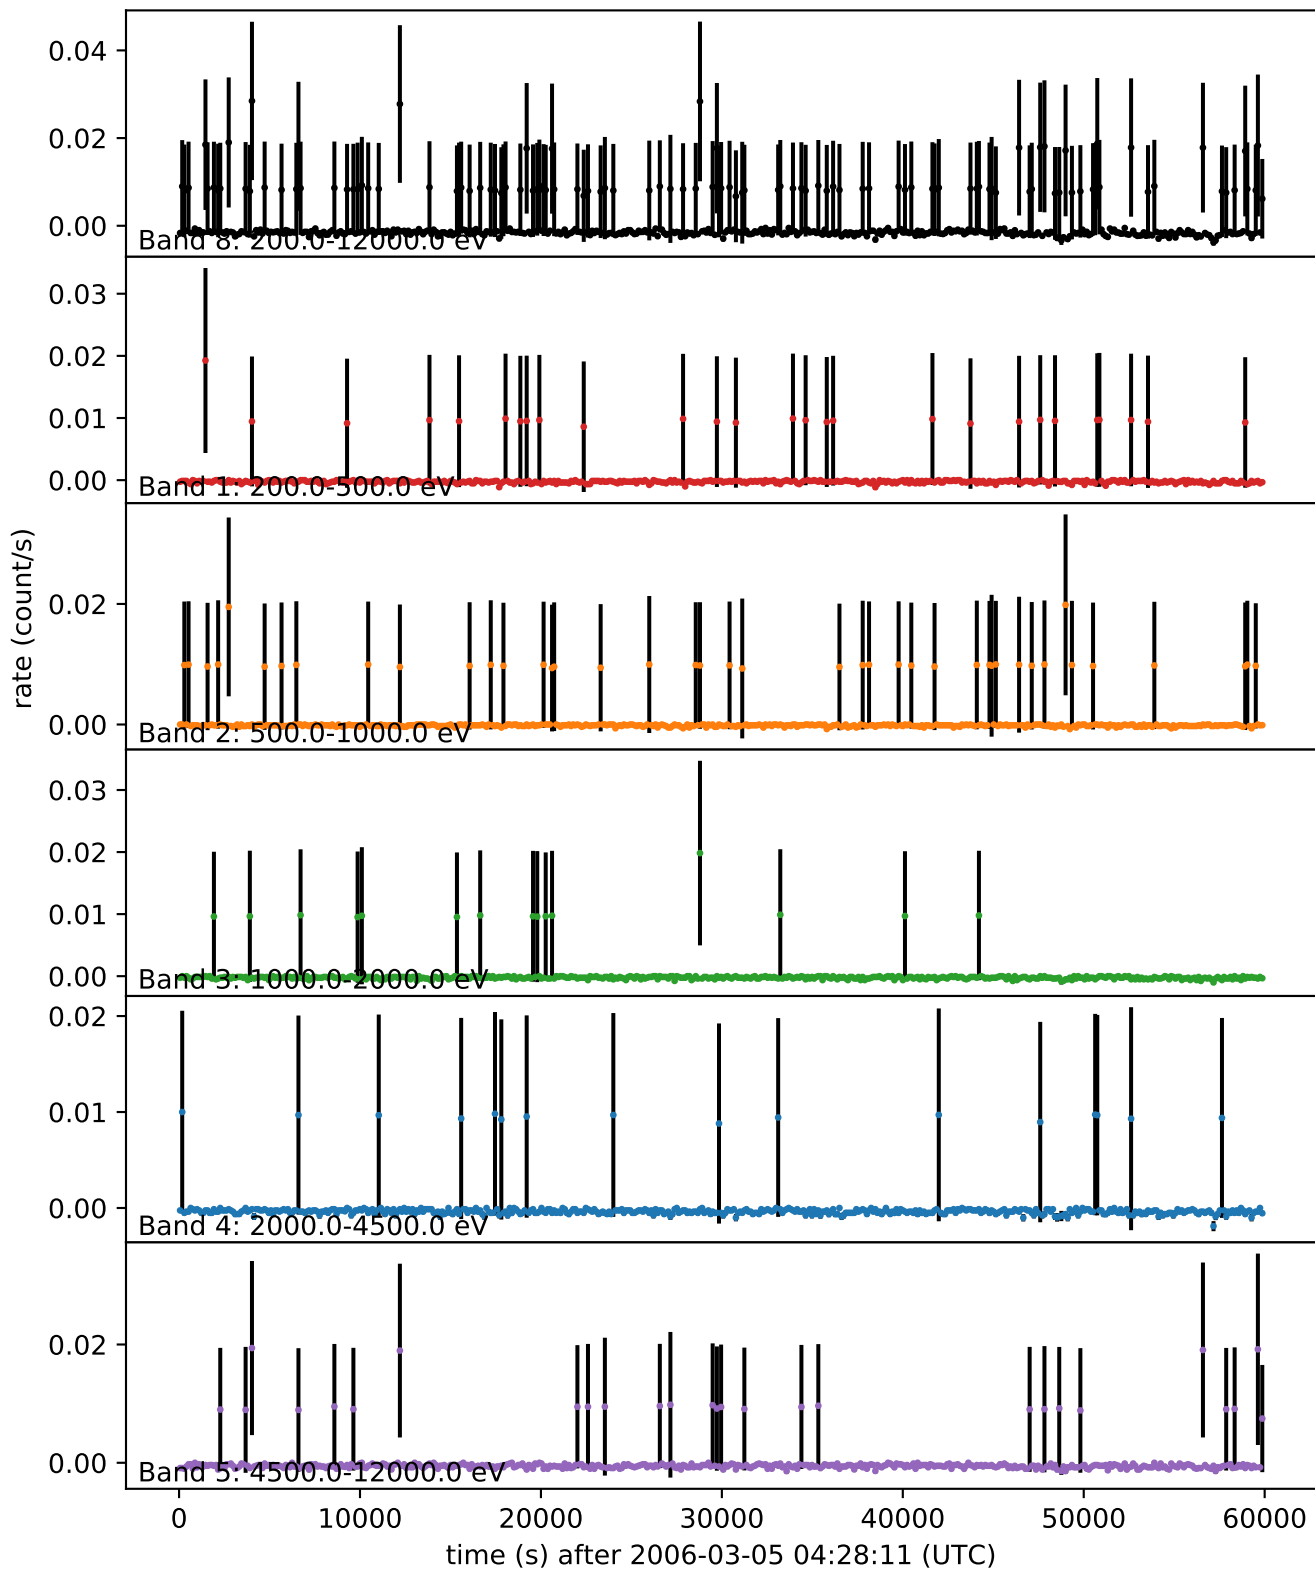 0.04
0.02
0.00
Band 8: 200.0-12000.0 eV
0.03
0.02
0.01
0.00
Band 1: 200.0-500.0 eV
rate (count/s)
0.02
0.00
Band 2: 500.0-1000.0 eV
0.03
0.02
0.01
0.00
Band 3: 1000.0-2000.0 eV
0.02
0.01
0.00
Band 4: 2000.0-4500.0 eV
0.02
0.00
Band 5: 4500.0-12000.0 eV
0 10000 20000 30000 40000 50000 60000
time (s) after 2006-03-05 04:28:11 (UTC)